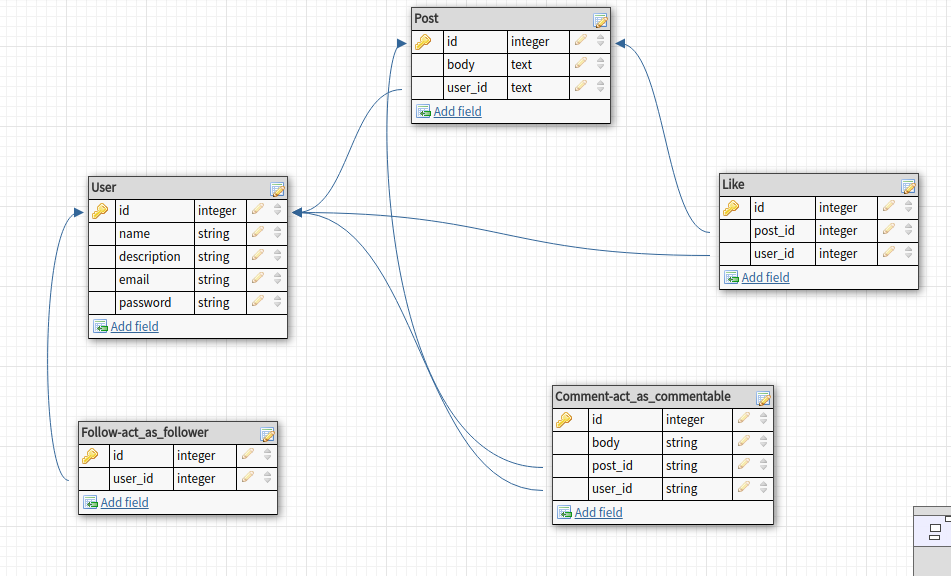 Post
id integer
body text
user_id text
Add field
User
id integer
name string
description string
email string
password string
Add field
Like
id integer
post_id integer
user_id integer
Add field
Follow-act_as_follower
id integer
user_id integer
Add field
Comment-act_as_commentable
id integer
body string
post_id string
user_id string
Add field